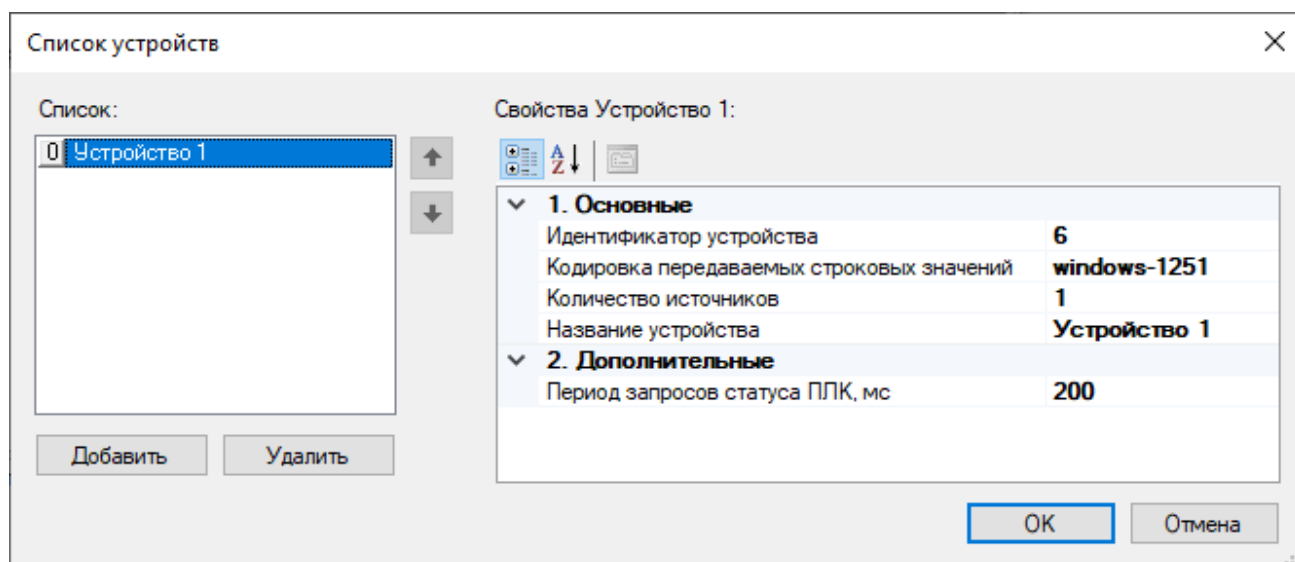 Список устройств
Список:
0 Устройство 1
Добавить
Удалить
Свойства Устройство 1:
1. Основные
Идентификатор устройства 6
Кодировка передаваемых строковых значений windows-1251
Количество источников 1
Название устройства Устройство 1
2. Дополнительные
Период запросов статуса ПЛК, мс 200
OK
Отмена